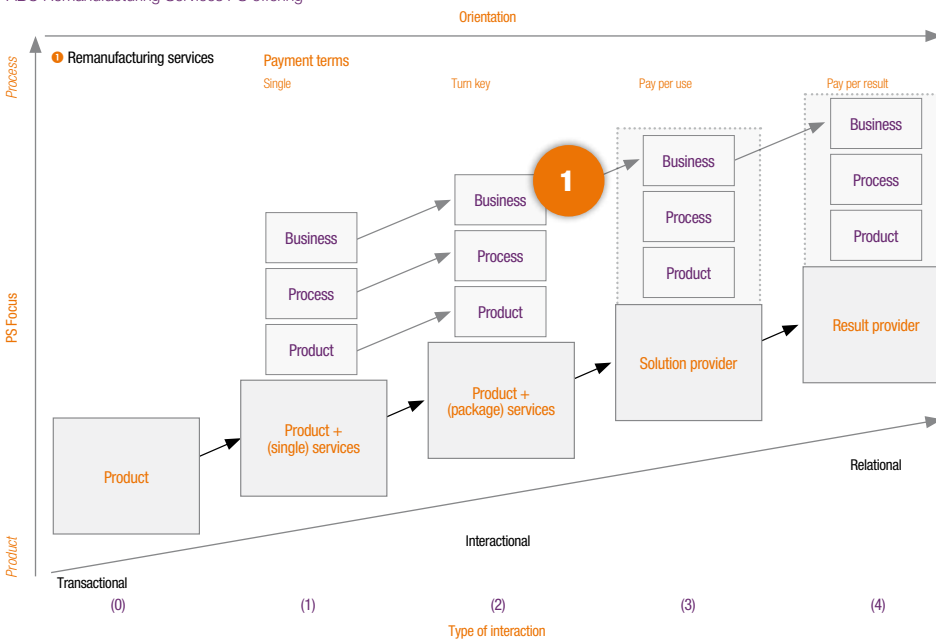 Orientation
Process
1 Remanufacturing services
Payment terms
Single
Turn key
Pay per use
Pay per result
Business
Process
Product
Business
Process
Product
1
Business
Process
Product
Business
Process
Product
PS Focus
Product
Product +
(single) services
Product +
(package) services
Solution provider
Result provider
Relational
Interactional
Product
Transactional
(0)
(1)
(2)
(3)
(4)
Type of interaction